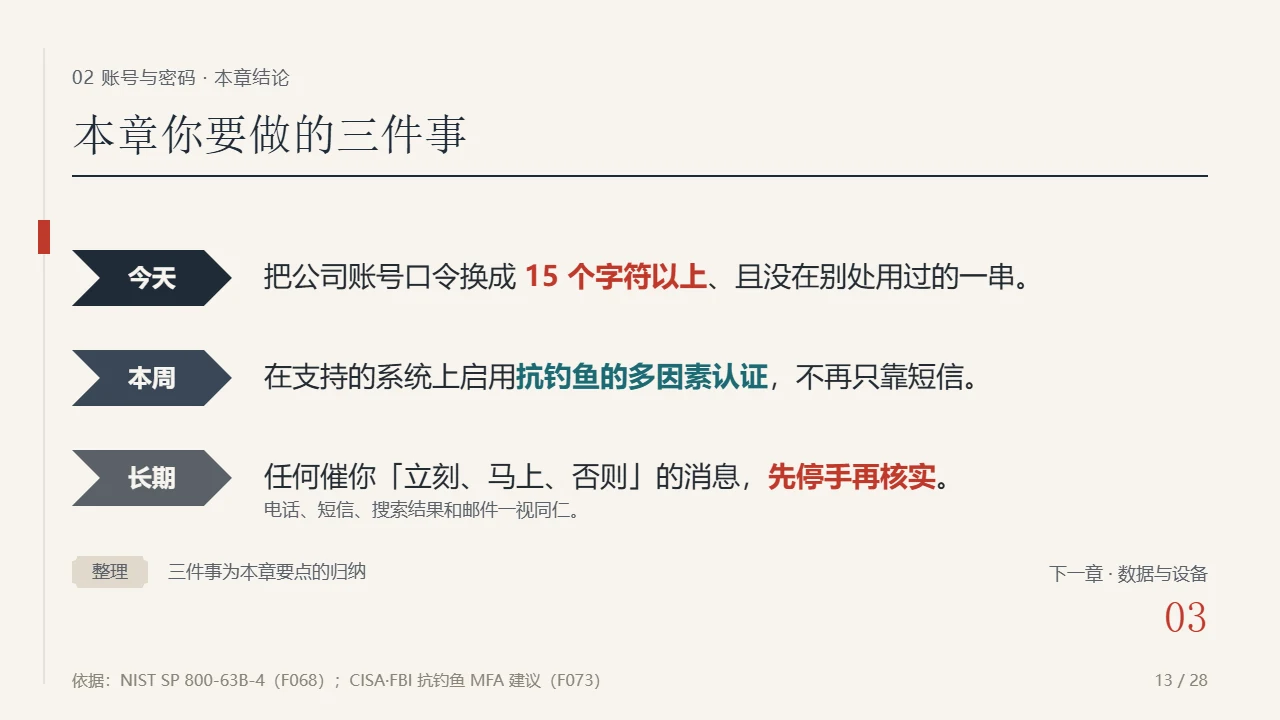 02 账号与密码 · 本章结论
本章你要做的三件事
今天
把公司账号口令换成 15 个字符以上、且没在别处用过的一串。
本周
在支持的系统上启用抗钓鱼的多因素认证，不再只靠短信。
长期
任何催你「立刻、马上、否则」的消息，先停手再核实。
电话、短信、搜索结果和邮件一视同仁。
整理
三件事为本章要点的归纳
下一章 · 数据与设备
03
依据：NIST SP 800-63B-4（F068）；CISA·FBI 抗钓鱼 MFA 建议（F073）
13 / 28